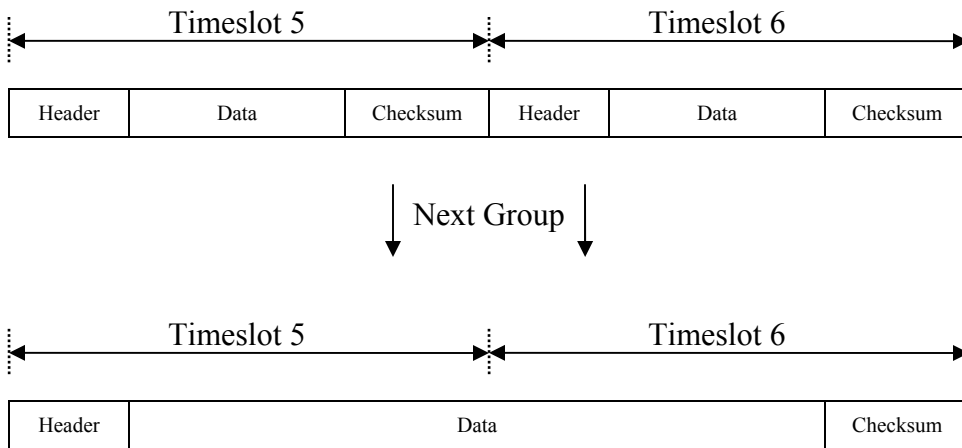 Timeslot 5 Timeslot 6
Header Data Checksum Header Data Checksum
Next Group
Timeslot 5 Timeslot 6
Header Data Checksum